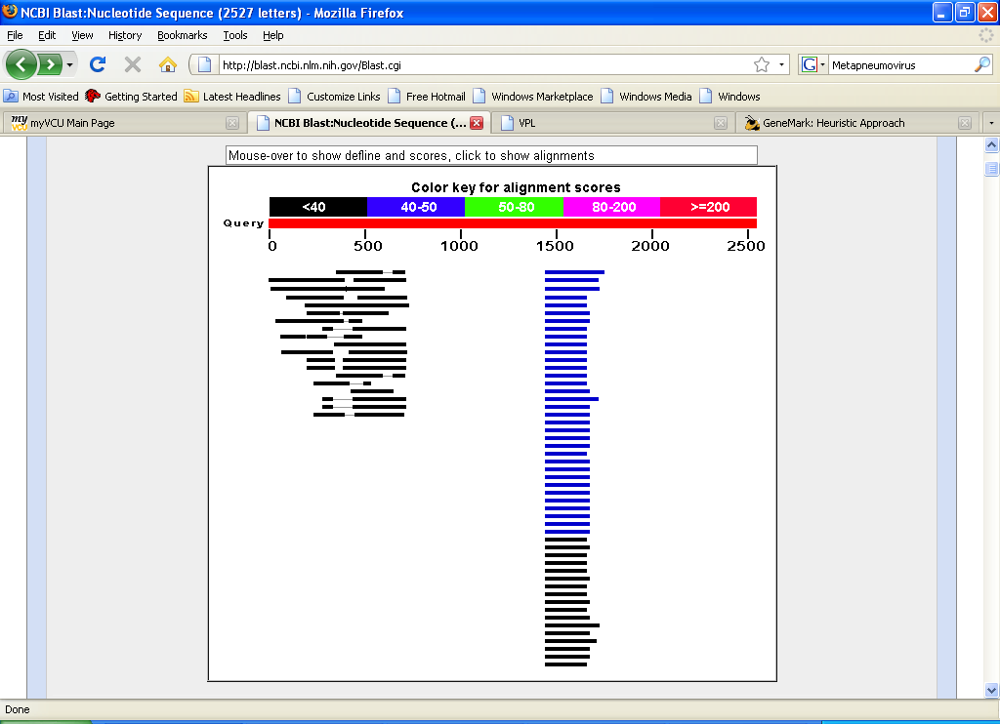 NCBI Blast:Nucleotide Sequence (2527 letters) - Mozilla Firefox
File Edit View History Bookmarks Tools Help
http://blast.ncbi.nlm.nih.gov/Blast.cgi G Metapneumovirus
Most Visited Getting Started Latest Headlines Customize Links Free Hotmail Windows Marketplace Windows Media Windows
my VCU myVCU Main Page NCBI Blast:Nucleotide Sequence (... VPL GeneMark: Heuristic Approach
Mouse-over to show defline and scores, click to show alignments
Color key for alignment scores
<40 40-50 50-80 80-200 >=200
Query
0 500 1000 1500 2000 2500
Done